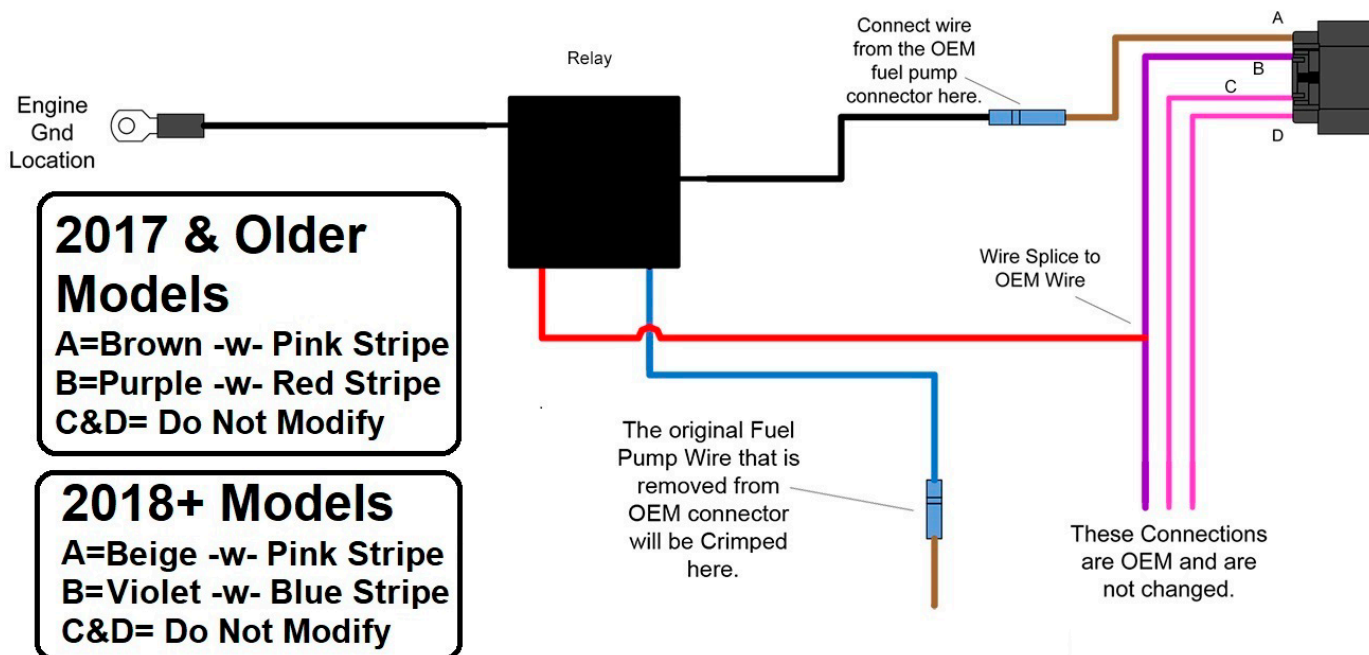 Relay
Engine
Gnd
Location
Connect wire
from the OEM
fuel pump
connector here.
A
B
C
D
2017 & Older
Models
A=Brown -w- Pink Stripe
B=Purple -w- Red Stripe
C&D= Do Not Modify
Wire Splice to
OEM Wire
The original Fuel
Pump Wire that is
removed from
OEM connector
will be Crimped
here.
2018+ Models
A=Beige -w- Pink Stripe
B=Violet -w- Blue Stripe
C&D= Do Not Modify
These Connections
are OEM and are
not changed.